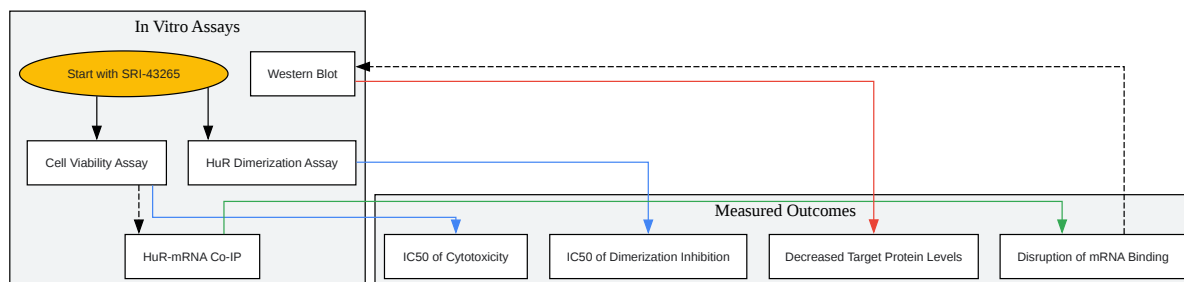 In Vitro Assays
Start with SRI-43265
Western Blot
Cell Viability Assay
HuR Dimerization Assay
HuR-mRNA Co-IP
Measured Outcomes
IC50 of Cytotoxicity
IC50 of Dimerization Inhibition
Decreased Target Protein Levels
Disruption of mRNA Binding